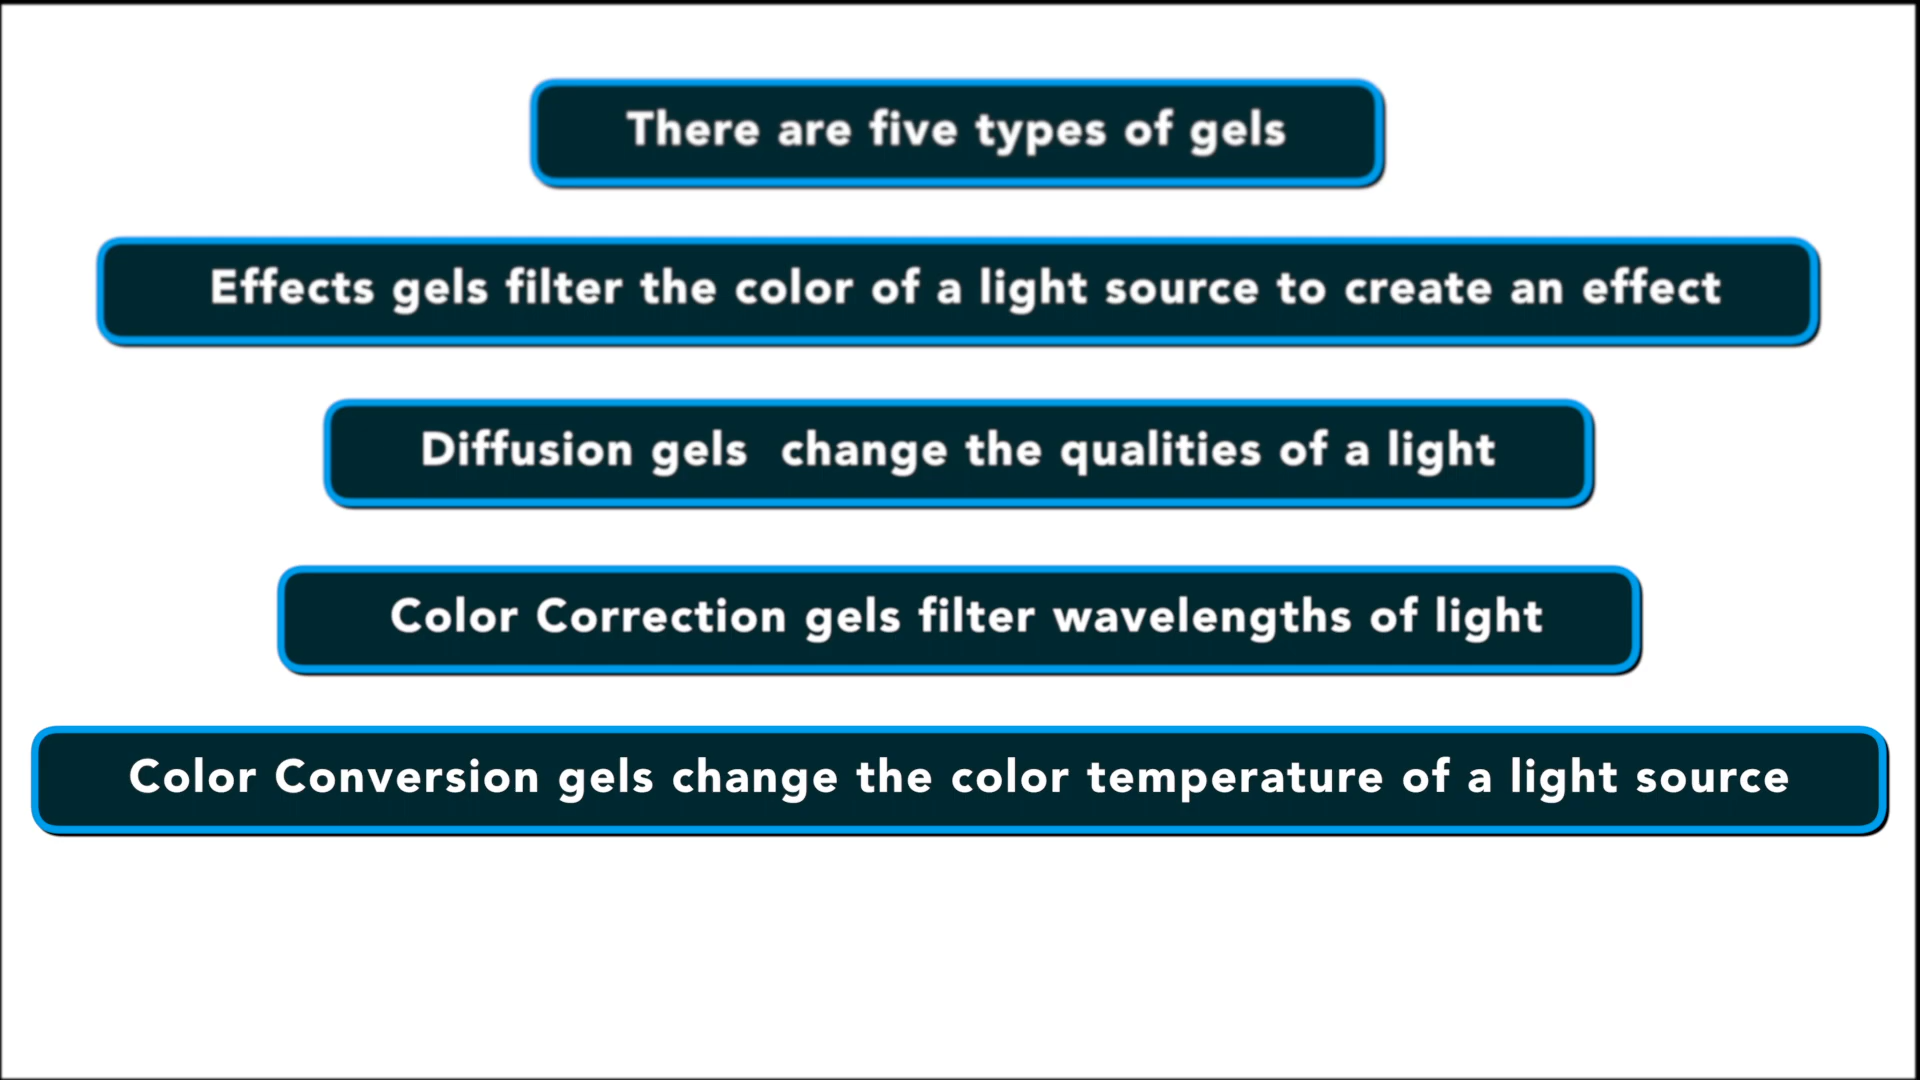 There are five types of gels
Effects gels filter the color of a light source to create an effect
Diffusion gels  change the qualities of a light
Color Correction gels filter wavelengths of light
Color Conversion gels change the color temperature of a light source